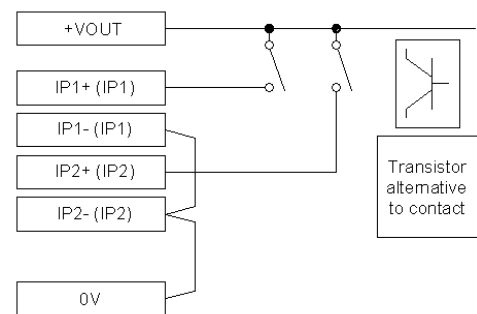 +VOUT
IP1+ (IP1)
IP1- (IP1)
IP2+ (IP2)
IP2- (IP2)
0V
Transistor
alternative
to contact